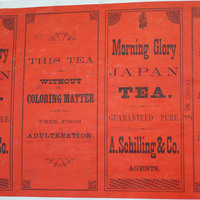 THIS TEA
WITHOUT
COLORING MATTER
FREE FROM
ADULTERATION.
Morning Glory
JAPAN
TEA.
GUARANTEED PURE.
A. Schilling & Co.
AGENTS.